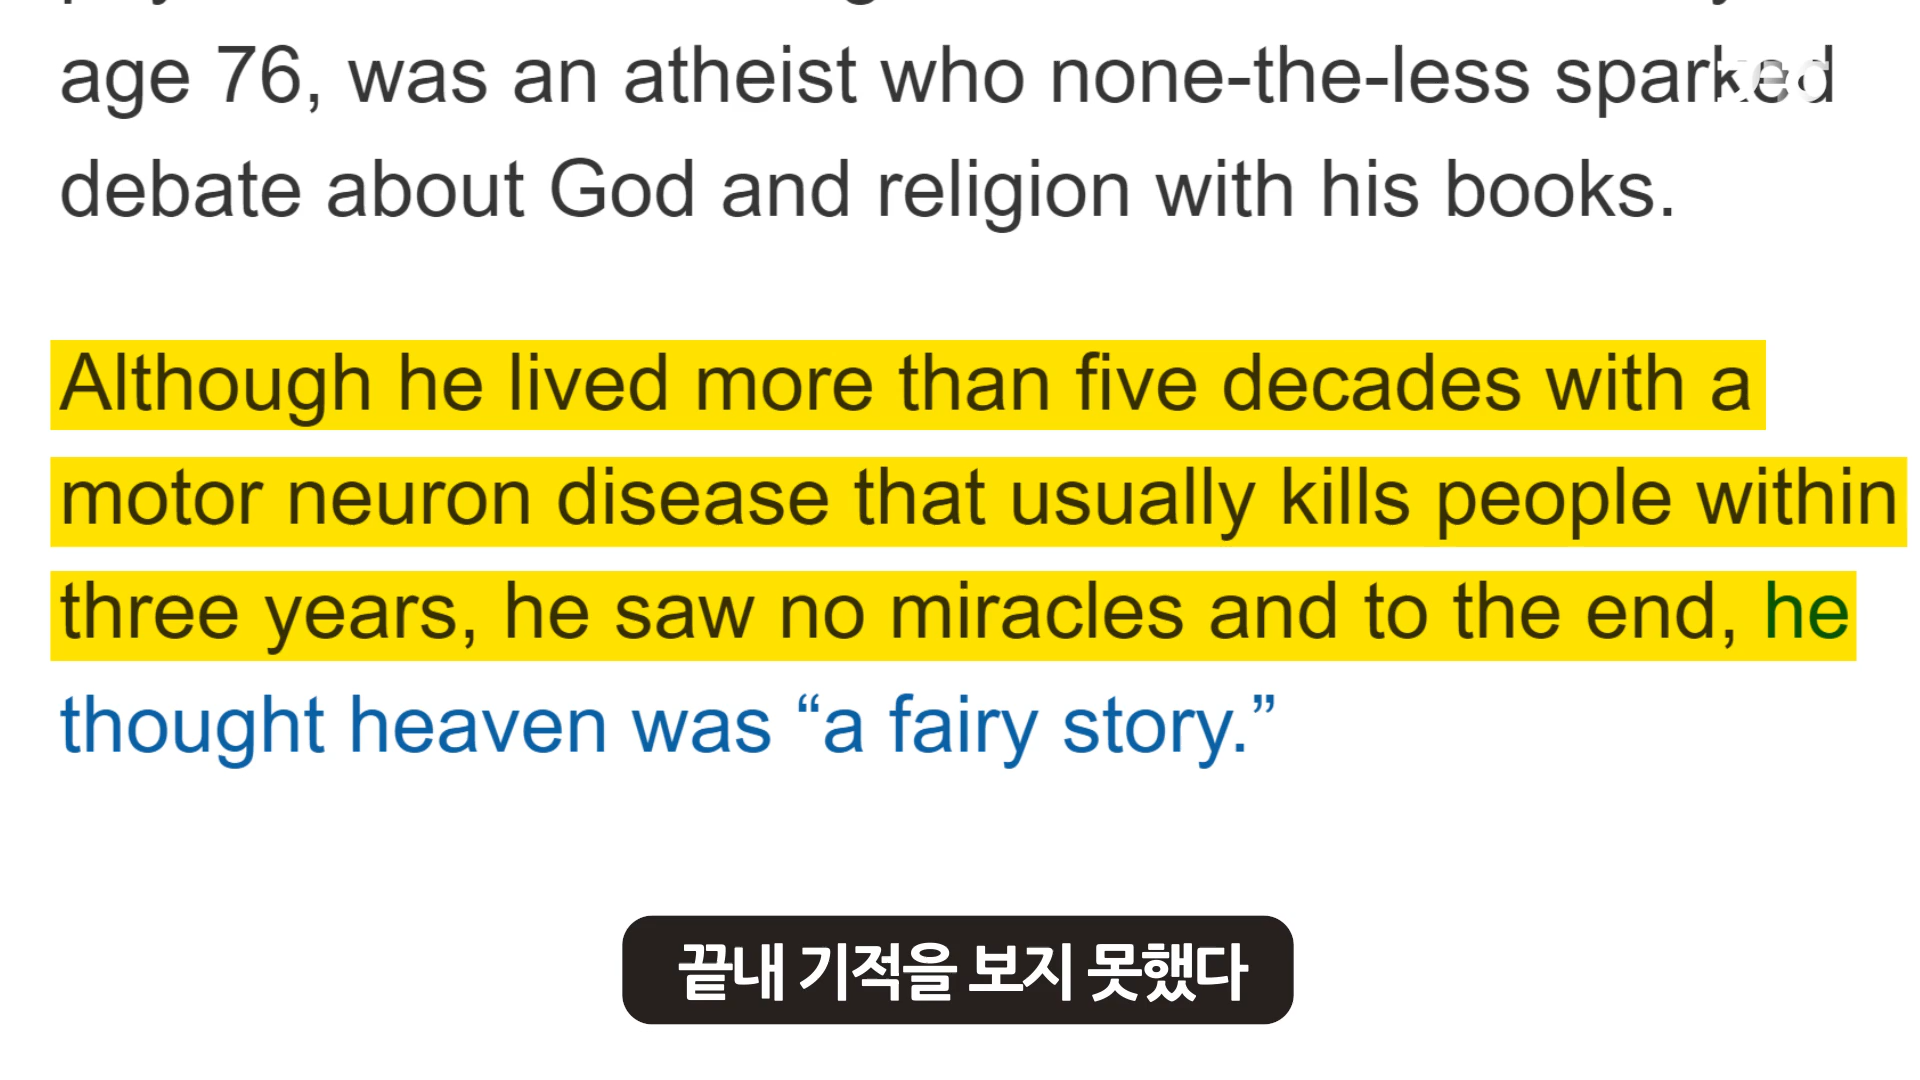 age 76, was an atheist who none-the-less sparked
debate about God and religion with his books.
Although he lived more than five decades with a
motor neuron disease that usually kills people within
three years, he saw no miracles and to the end, he
thought heaven was “a fairy story.”
끝내 기적을 보지 못했다